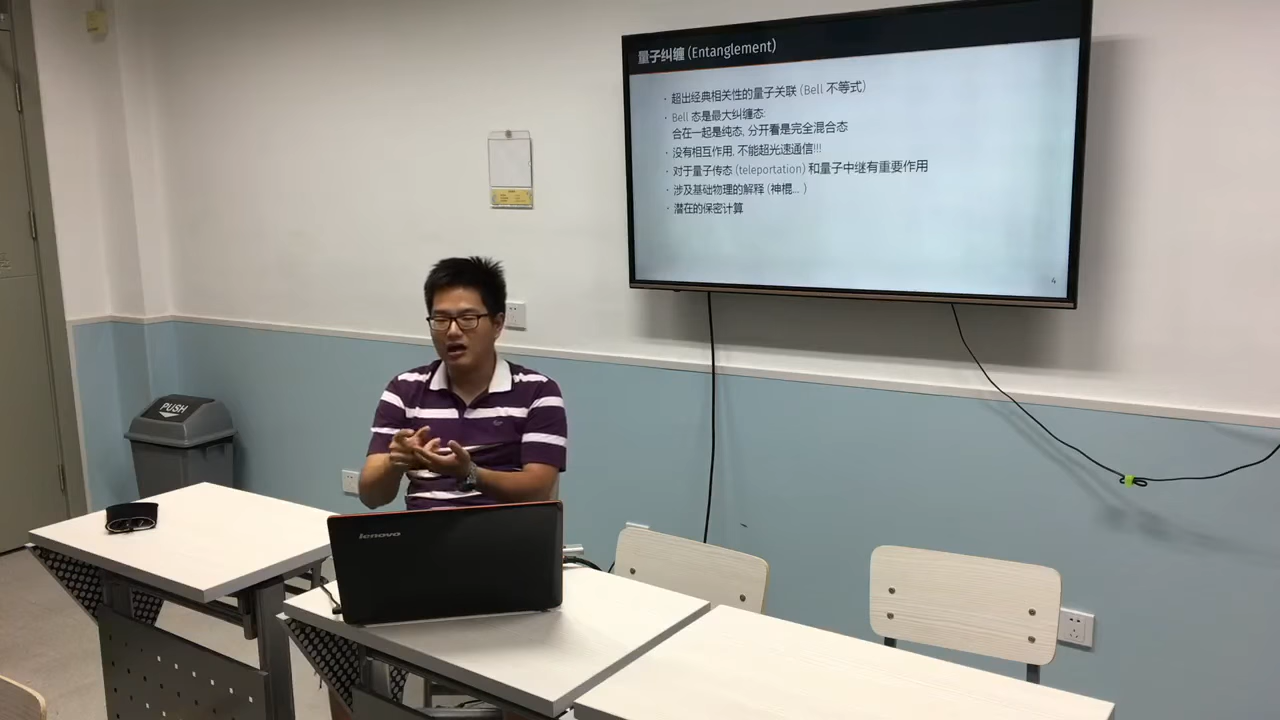 量子纠缠 (Entanglement)
· 超出经典相关性的量子关联 (Bell 不等式)
· Bell 态是最大纠缠态.
会在一起是纯态, 分开看是完全混合态
· 没有相互作用, 不能超光速通信!!!
· 对于量子传态 (teleportation) 和量子中继有重要作用
· 涉及基础物理的解释 (神棍... )
· 潜在的保密计算
4
PUSH
lenovo